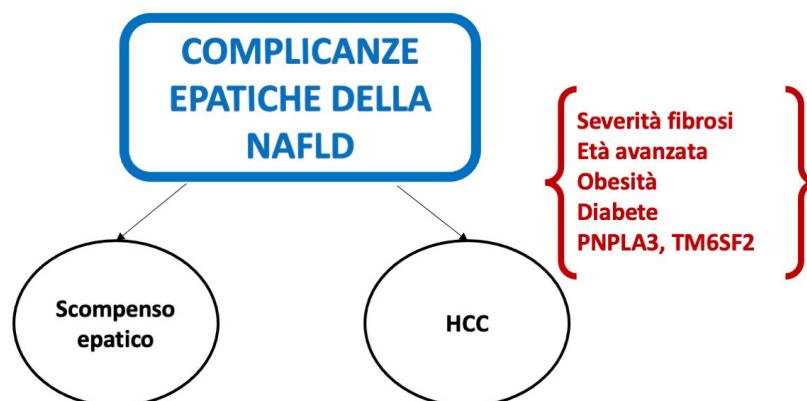 COMPLICANZE
EPATICHE DELLA
NAFLD
Severità fibrosi
Età avanzata
Obesità
Diabete
PNPLA3, TM6SF2
Scompenso
epatico
HCC